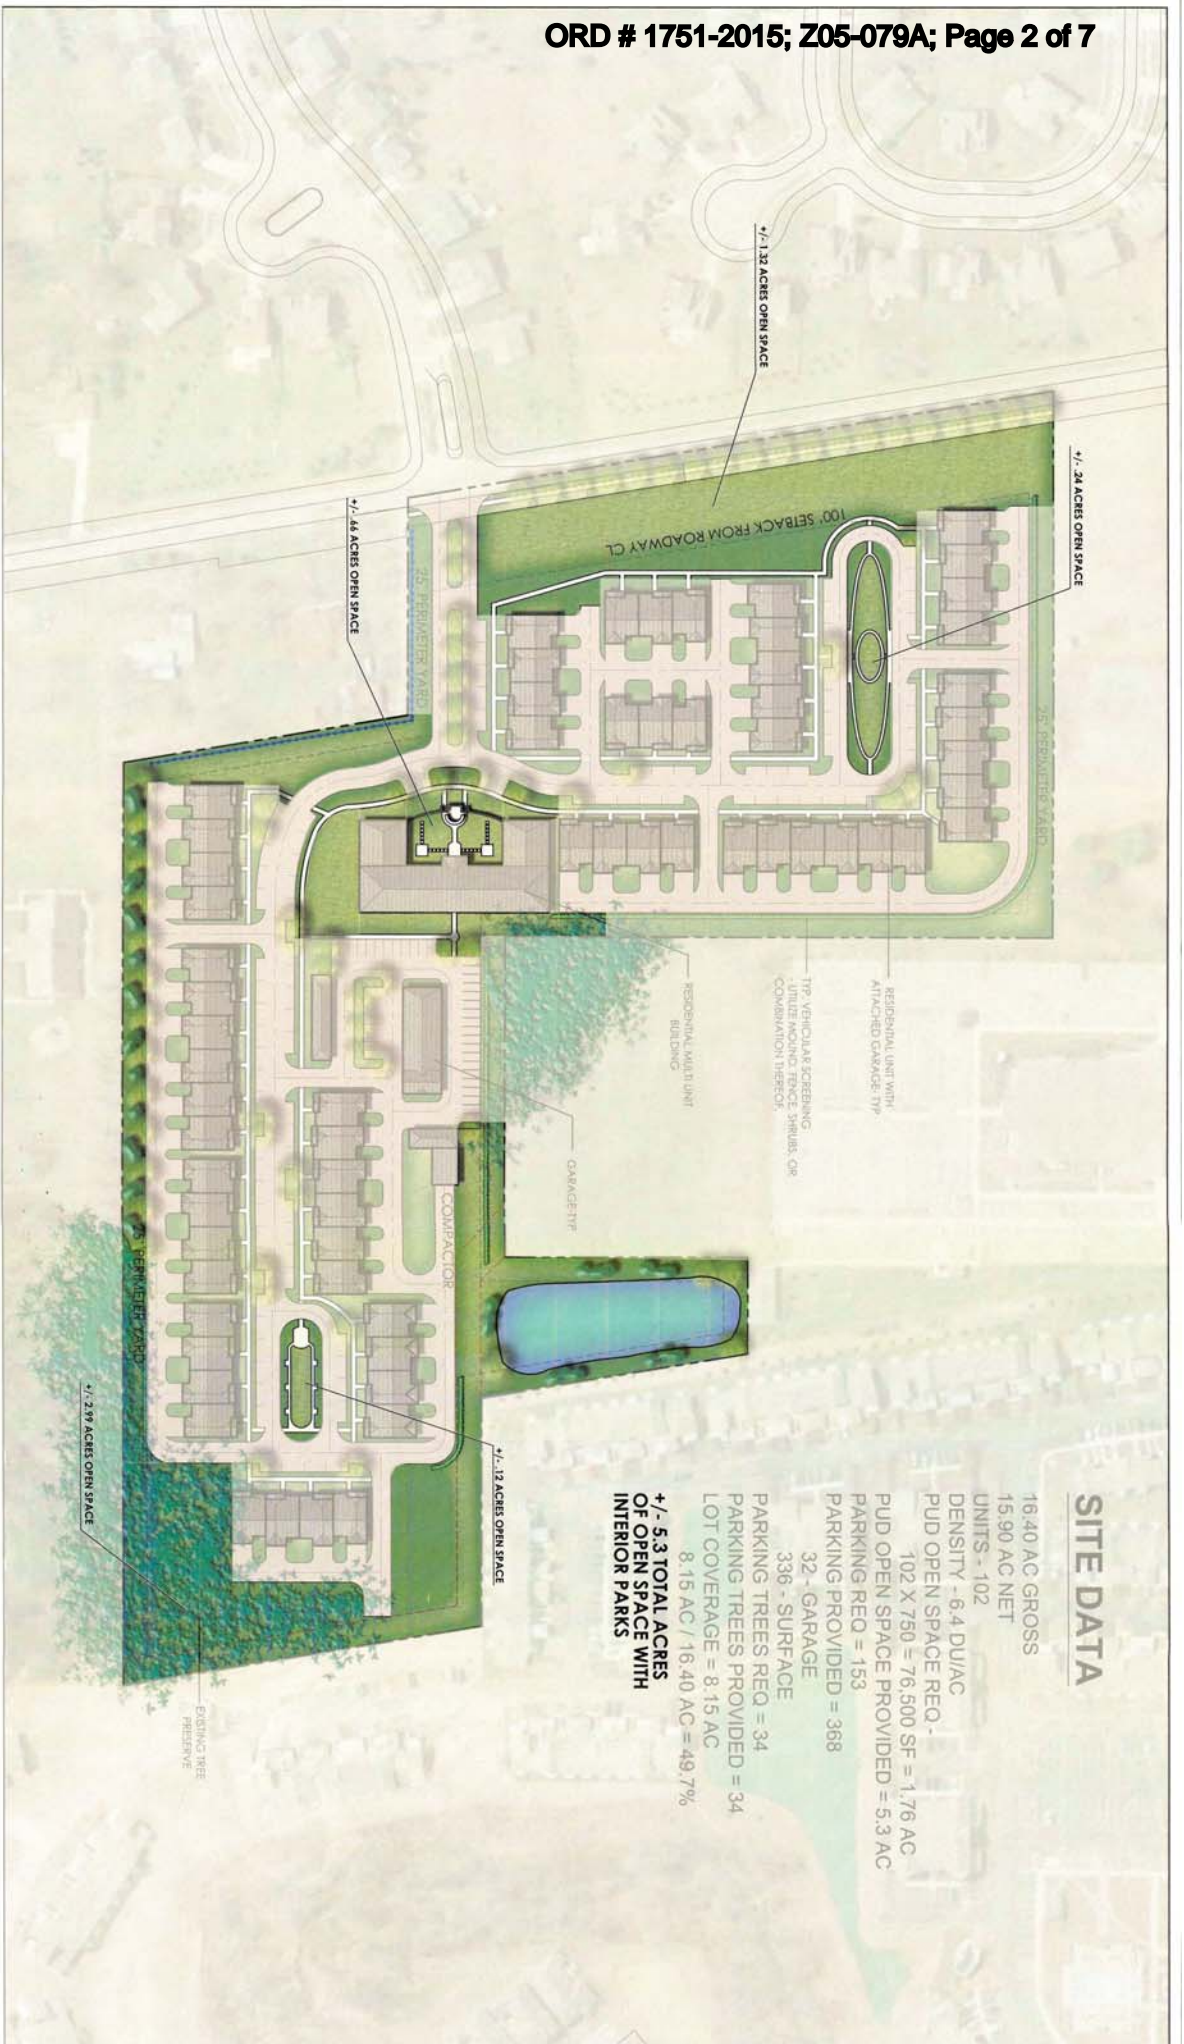 ORD # 1751-2015; Z05-079A; Page 2 of 7
+/- 1.32 ACRES OPEN SPACE
+/- .24 ACRES OPEN SPACE
100' SETBACK FROM ROADWAY CL
+/- .66 ACRES OPEN SPACE
25' PERIMETER YARD
25' PERIMETER YARD
RESIDENTIAL UNIT WITH
ATTACHED GARAGE-TYP
TYP. VEHICULAR SCREENING
- UTILIZE MOUND, FENCE, SHRUBS, OR
COMBINATION THEREOF.
RESIDENTIAL MULTI UNIT
BUILDING
GARAGE-TYP
COMPACTOR
25' PERIMETER YARD
+/- 2.99 ACRES OPEN SPACE
+/- .12 ACRES OPEN SPACE
EXISTING TREE
PRESERVE
SITE DATA
16.40 AC GROSS
15.90 AC NET
UNITS - 102
DENSITY - 6.4 DU/AC
PUD OPEN SPACE REQ -
102 X 750 = 76,500 SF = 1.76 AC
PUD OPEN SPACE PROVIDED = 5.3 AC
PARKING REQ = 153
PARKING PROVIDED = 368
32 - GARAGE
336 - SURFACE
PARKING TREES REQ = 34
PARKING TREES PROVIDED = 34
LOT COVERAGE = 8.15 AC
8.15 AC / 16.40 AC = 49.7%
+/- 5.3 TOTAL ACRES
OF OPEN SPACE WITH
INTERIOR PARKS